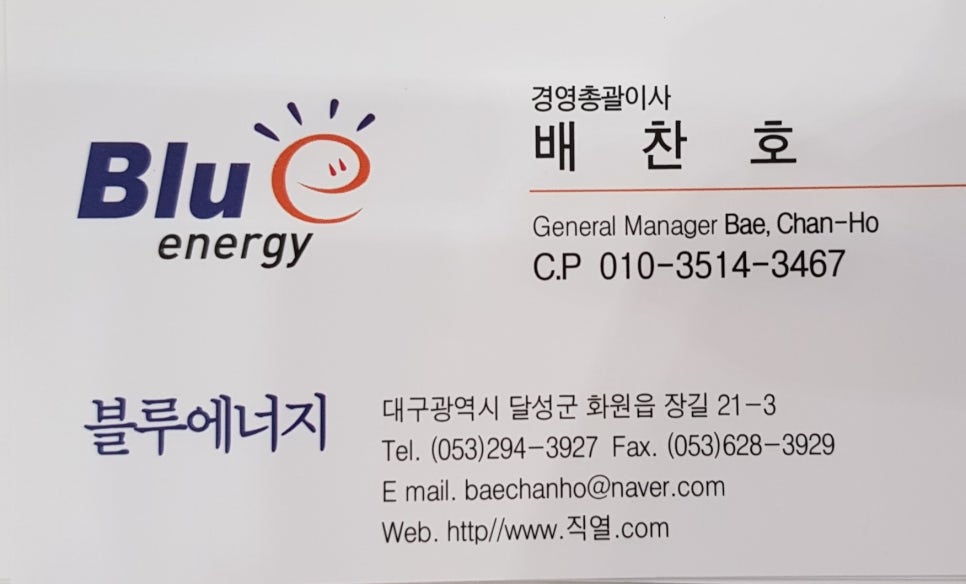 Blue
energy
경영총괄이사
배 찬 호
General Manager Bae, Chan-Ho
C.P 010-3514-3467
블루에너지
대구광역시 달성군 화원읍 장길 21-3
Tel. (053)294-3927 Fax. (053)628-3929
E mail. baechanho@naver.com
Web. http//www.직열.com